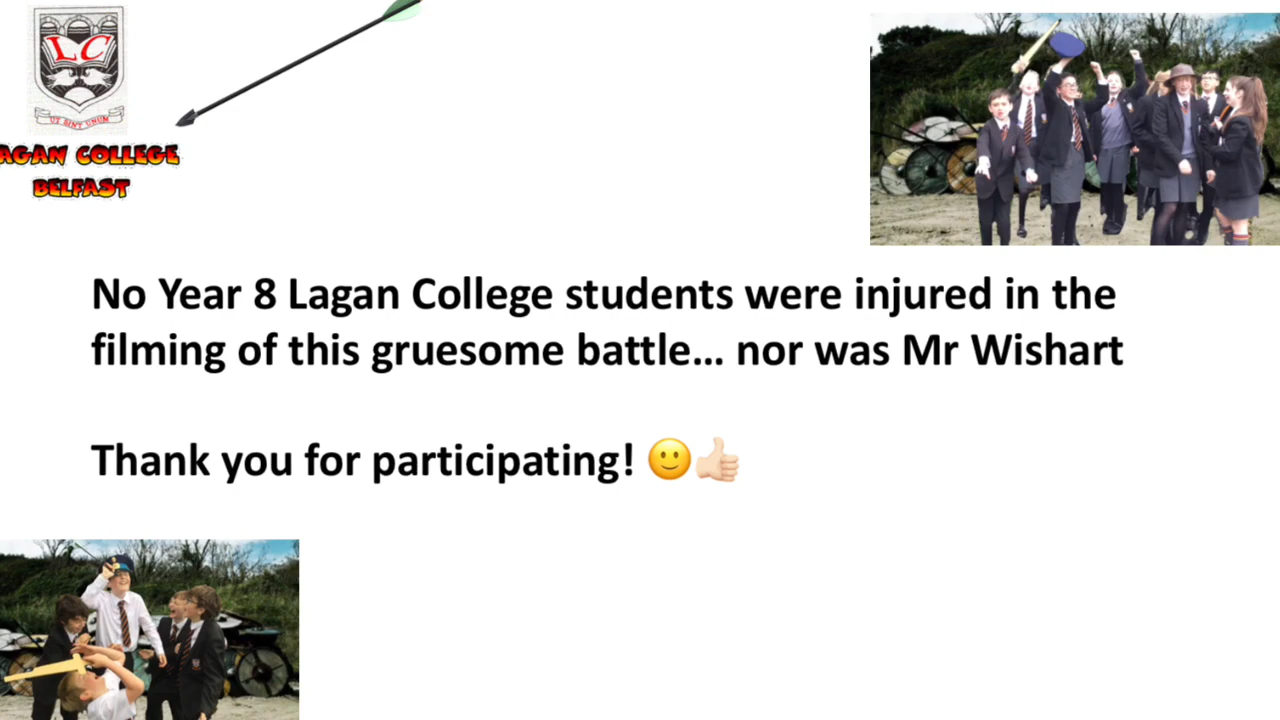 LC
UT SINT UNUM
AGAN COLLEGE
BELFAST
No Year 8 Lagan College students were injured in the
filming of this gruesome battle... nor was Mr Wishart
Thank you for participating! 🙂👍🏻